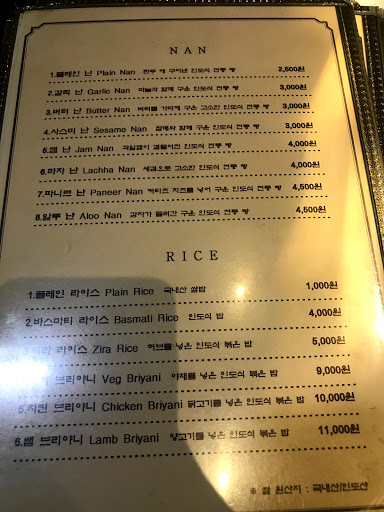 NAN
1.플레인 난 Plain Nan 화덕 에 구어낸 인도식 전통 빵 2,500원
2.갈릭 난 Garlic Nan 마늘과 함께 구운 인도식 전통 빵 3,000원
3.버터 난 Butter Nan 버터를 가미해 구운 고소한 인도식 전통 빵 3,000원
4.사스미 난 Sesame Nan 참깨와 함께 구운 인도식 전통 빵 3,000원
5.잼 난 Jam Nan 과일잼이 곁들여진 인도식 전통 빵 4,000원
6.라차 난 Lachha Nan 세겹으로 고소한 인도식 전통 빵 4,000원
7.파니르 난 Paneer Nan 커티즈 치즈를 넣어 구운 인도식 전통 빵 4,500원
8.알루 난 Aloo Nan 감자가 들러간 구운 인도식 전통 빵 4,500원
RICE
1.플레인 라이스 Plain Rice 국내산 쌀밥 1,000원
2.바스마티 라이스 Basmati Rice 인도의 밥 4,000원
라이스 Zira Rice 허브를 넣은 인도의 볶은 밥 5,000원
브리야니 Veg Briyani 야채를 넣은 인도의 볶은 밥 9,000원
5.치킨 브리야니 Chicken Briyani 닭고기를 넣은 인도의 볶은 밥 10,000원
6.램 브리야니 Lamb Briyani 양고기를 넣은 인도의 볶은 밥 11,000원
※ 쌀 원산지 : 국내산/인도산